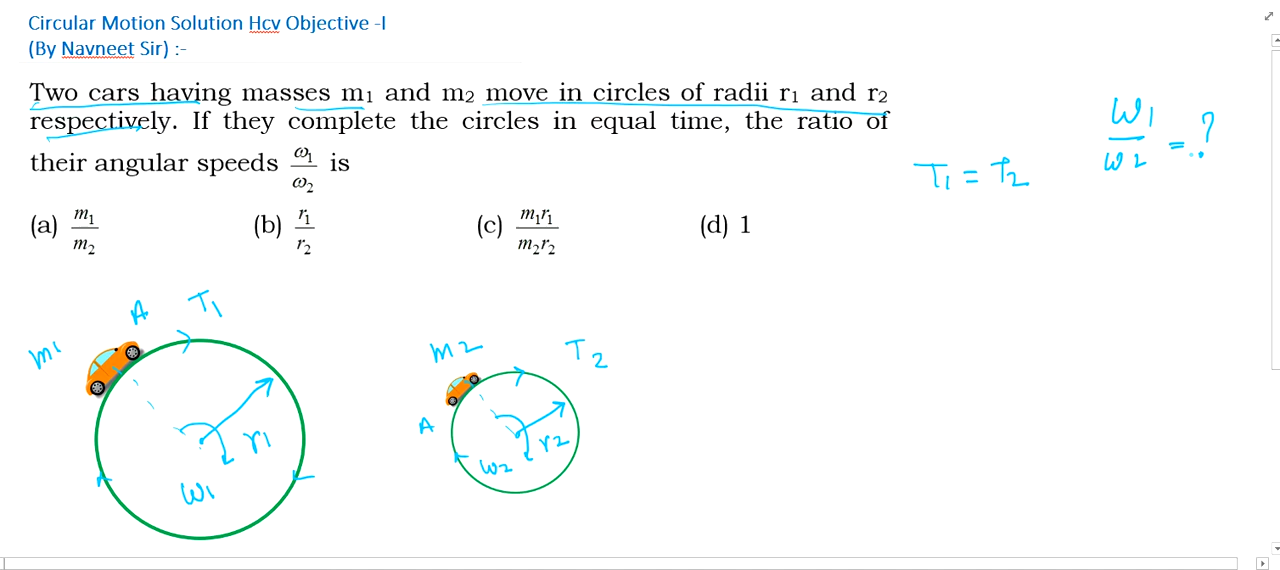 Circular Motion Solution Hcv Objective -I
(By Navneet Sir) :-
Two cars having masses m₁ and m₂ move in circles of radii r₁ and r₂
respectively. If they complete the circles in equal time, the ratio of
their angular speeds ω₁/ω₂ is
(a) m₁/m₂ (b) r₁/r₂ (c) m₁r₁/m₂r₂ (d) 1
ω1/ω2 = ?
T1 = T2
A T1
m1
r1
ω1
m2 T2
A
r2
ω2